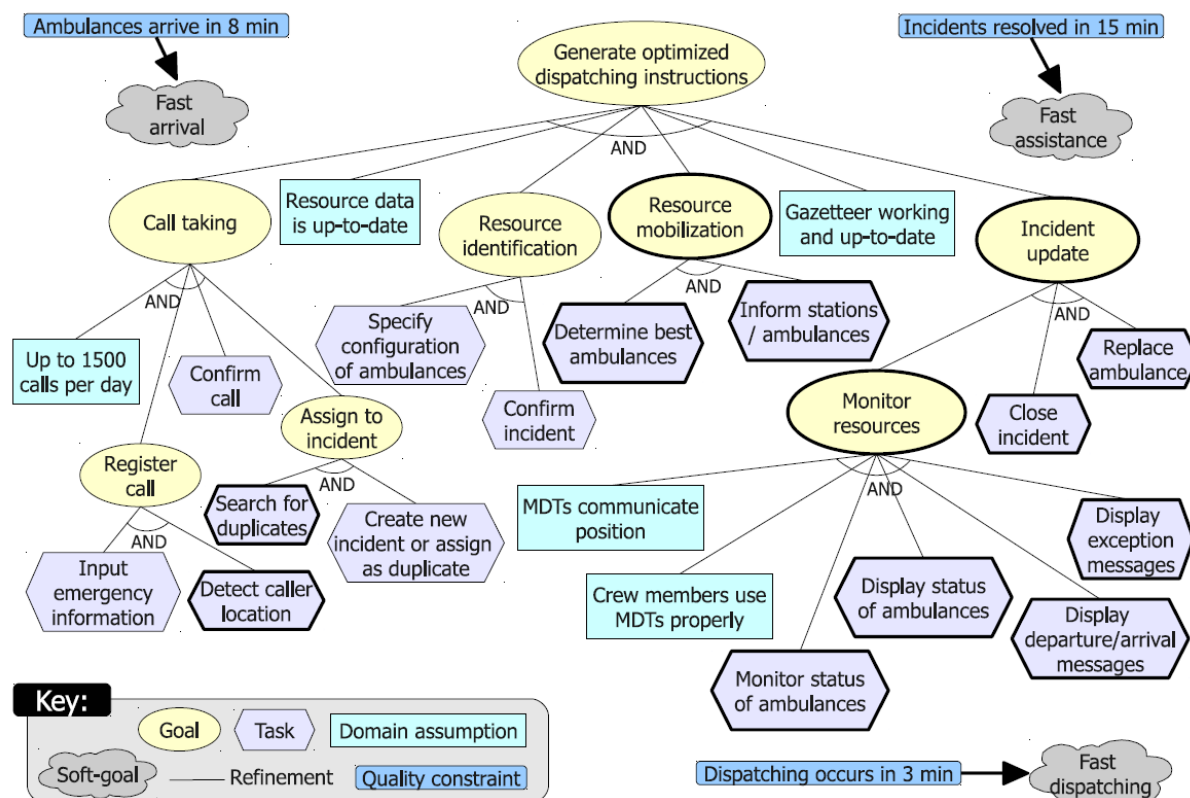 Ambulances arrive in 8 min
Fast
arrival
Generate optimized
dispatching instructions
Incidents resolved in 15 min
Fast
assistance
AND
Call taking
Resource data
is up-to-date
Resource
identification
Resource
mobilization
Gazetteer working
and up-to-date
Incident
update
AND
AND
AND
AND
Up to 1500
calls per day
Confirm
call
Specify
configuration
of ambulances
Determine best
ambulances
Inform stations
/ ambulances
Replace
ambulance
Assign to
incident
Confirm
incident
Monitor
resources
Close
incident
Register
call
AND
AND
AND
Search for
duplicates
Create new
incident or assign
as duplicate
MDTs communicate
position
Display
exception
messages
Input
emergency
information
Detect caller
location
Crew members use
MDTs properly
Display status
of ambulances
Display
departure/arrival
messages
Monitor status
of ambulances
Key:
Goal
Task
Domain assumption
Soft-goal
Refinement
Quality constraint
Dispatching occurs in 3 min
Fast
dispatching